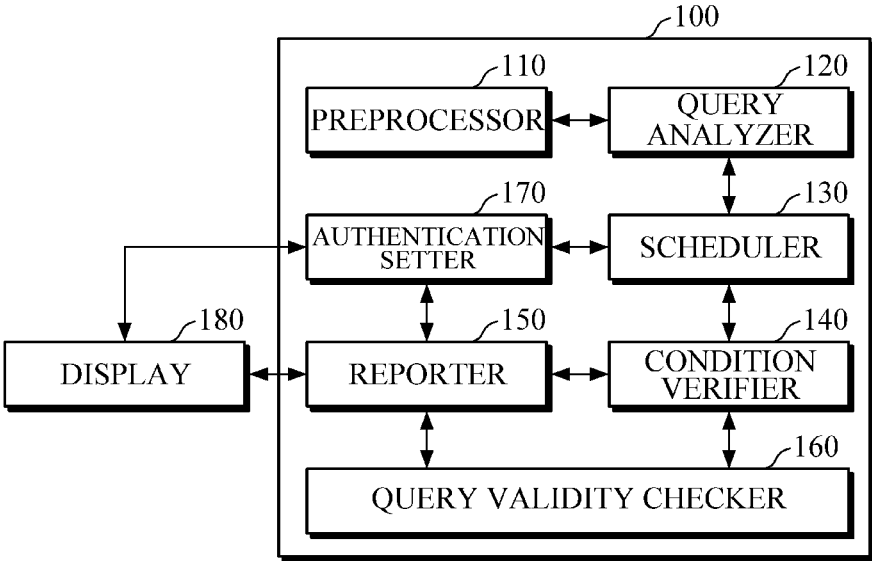 100
110
PREPROCESSOR
120
QUERY
ANALYZER
170
AUTHENTICATION
SETTER
130
SCHEDULER
180
DISPLAY
150
REPORTER
140
CONDITION
VERIFIER
160
QUERY VALIDITY CHECKER